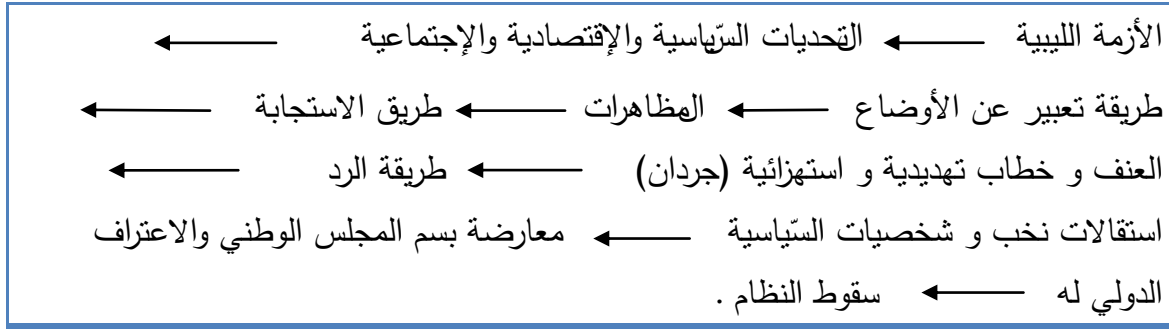 الأزمة الليبية ← التحديات السّياسية والإقتصادية والإجتماعية ←
طريقة تعبير عن الأوضاع ← المظاهرات ← طريق الاستجابة ←
العنف و خطاب تهديدية و استهزائية (جردان) ← طريقة الرد ←
استقالات نخب و شخصيات السّياسية ← معارضة بسم المجلس الوطني والاعتراف
الدولي له ← سقوط النظام .